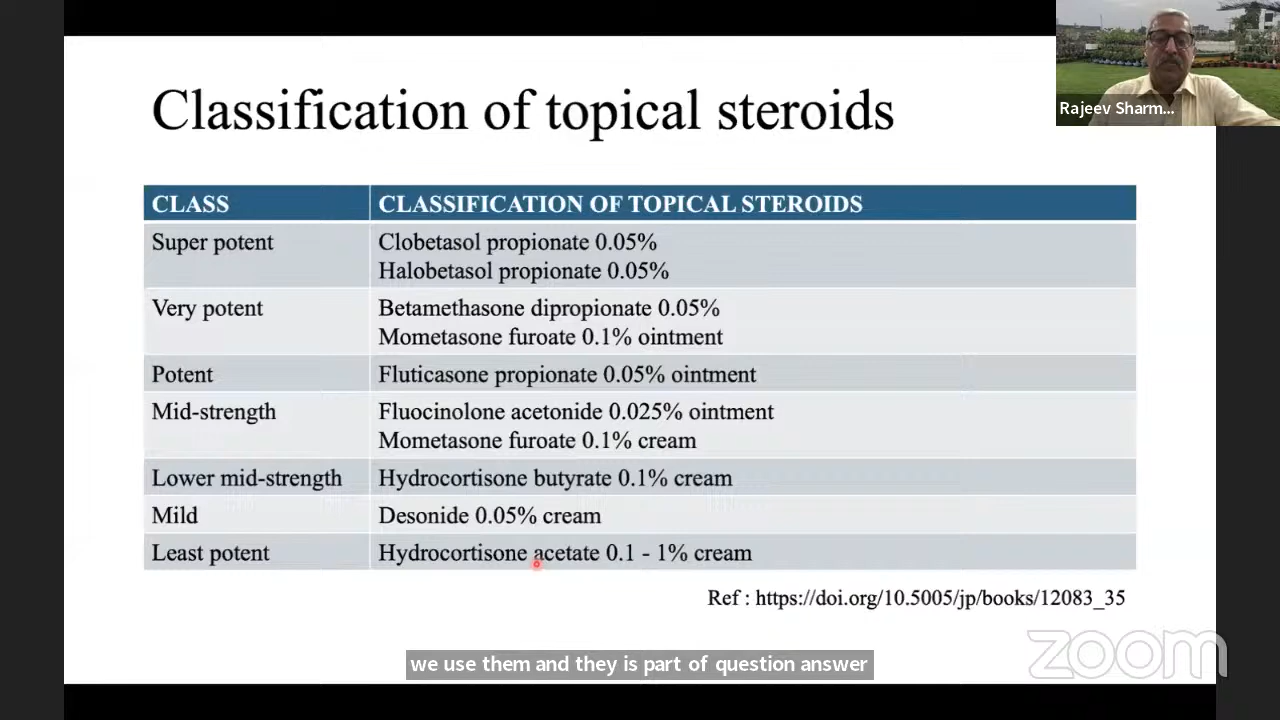 Rajeev Sharm...
Classification of topical steroids
CLASS CLASSIFICATION OF TOPICAL STEROIDS
Super potent Clobetasol propionate 0.05%
Halobetasol propionate 0.05%
Very potent Betamethasone dipropionate 0.05%
Mometasone furoate 0.1% ointment
Potent Fluticasone propionate 0.05% ointment
Mid-strength Fluocinolone acetonide 0.025% ointment
Mometasone furoate 0.1% cream
Lower mid-strength Hydrocortisone butyrate 0.1% cream
Mild Desonide 0.05% cream
Least potent Hydrocortisone acetate 0.1 - 1% cream
Ref : https://doi.org/10.5005/jp/books/12083_35
zoom
we use them and they is part of question answer